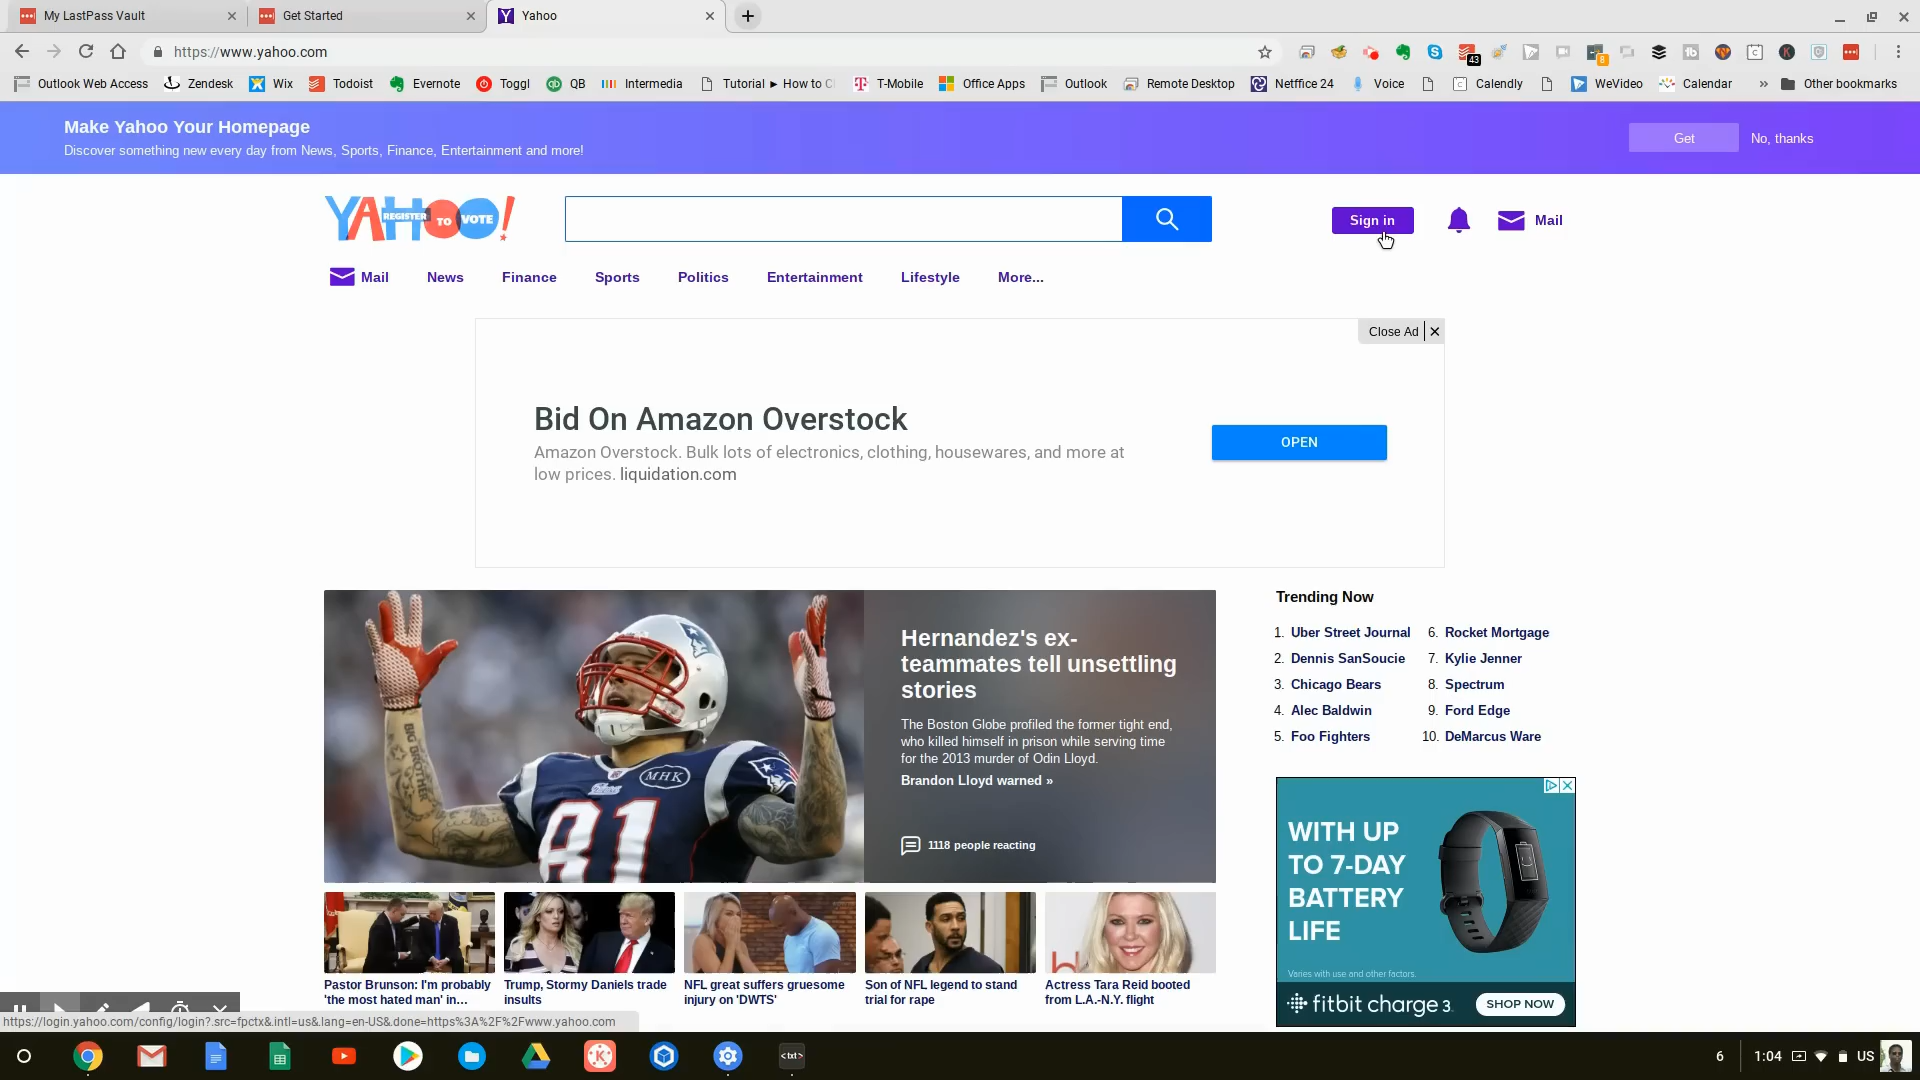 My LastPass Vault
Get Started
Yahoo
https://www.yahoo.com
43
8
Outlook Web Access
Zendesk
Wix
Todoist
Evernote
Toggl
QB
Intermedia
Tutorial ► How to C
T-Mobile
Office Apps
Outlook
Remote Desktop
Netffice 24
Voice
Calendly
WeVideo
Calendar
Other bookmarks
Make Yahoo Your Homepage
Discover something new every day from News, Sports, Finance, Entertainment and more!
Get
No, thanks
YAHOO!
REGISTER TO VOTE
Sign in
Mail
Mail
News
Finance
Sports
Politics
Entertainment
Lifestyle
More...
Close Ad
Bid On Amazon Overstock
Amazon Overstock. Bulk lots of electronics, clothing, housewares, and more at
low prices. liquidation.com
OPEN
BIG BROTHER
MHK
81
Hernandez's ex-
teammates tell unsettling
stories
The Boston Globe profiled the former tight end,
who killed himself in prison while serving time
for the 2013 murder of Odin Lloyd.
Brandon Lloyd warned »
1118 people reacting
Trending Now
1. Uber Street Journal
2. Dennis SanSoucie
3. Chicago Bears
4. Alec Baldwin
5. Foo Fighters
6. Rocket Mortgage
7. Kylie Jenner
8. Spectrum
9. Ford Edge
10. DeMarcus Ware
WITH UP
TO 7-DAY
BATTERY
LIFE
Varies with use and other factors.
fitbit charge 3
SHOP NOW
Pastor Brunson: I'm probably
'the most hated man' in...
Trump, Stormy Daniels trade
insults
NFL great suffers gruesome
injury on 'DWTS'
Son of NFL legend to stand
trial for rape
Actress Tara Reid booted
from L.A.-N.Y. flight
https://login.yahoo.com/config/login?.src=fpctx&.intl=us&.lang=en-US&.done=https%3A%2F%2Fwww.yahoo.com
<txt>
6
1:04
US